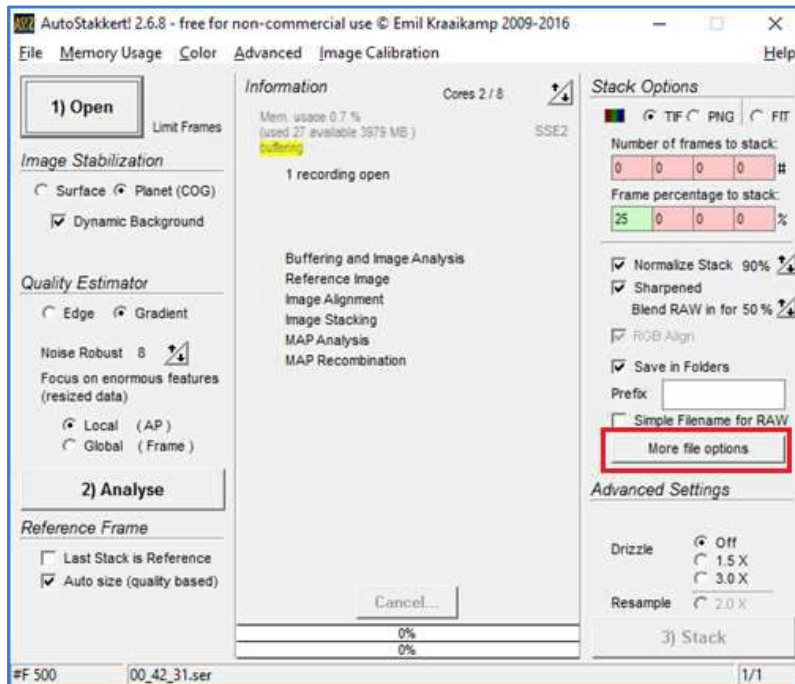 AutoStakkert! 2.6.8 - free for non-commercial use © Emil Kraaikamp 2009-2016
File Memory Usage Color Advanced Image Calibration Help
1) Open
Limit Frames
Image Stabilization
Surface Planet (COG)
Dynamic Background
Quality Estimator
Edge Gradient
Noise Robust 8
Focus on enormous features
(resized data)
Local (AP)
Global (Frame)
2) Analyse
Reference Frame
Last Stack is Reference
Auto size (quality based)
Information
Cores 2 / 8
Mem. usage 0.7 %
(used 27 available 3979 MB )
SSE2
buffering
1 recording open
Buffering and Image Analysis
Reference Image
Image Alignment
Image Stacking
MAP Analysis
MAP Recombination
Cancel...
0%
0%
Stack Options
TIF PNG FIT
Number of frames to stack:
0 0 0 0 #
Frame percentage to stack:
25 0 0 0 %
Normalize Stack 90%
Sharpened
Blend RAW in for 50 %
RGB Align
Save in Folders
Prefix
Simple Filename for RAW
More file options
Advanced Settings
Drizzle
Off
1.5 X
3.0 X
Resample 2.0 X
3) Stack
#F 500 00_42_31.ser 1/1